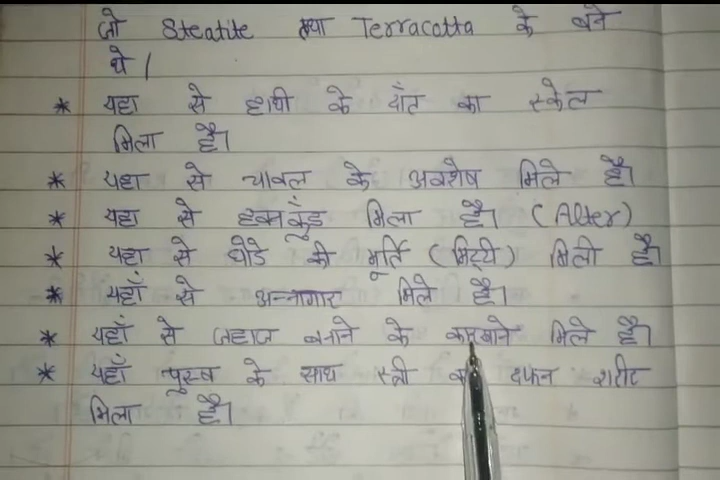 जो Steatite तथा Terracotta के बने
थे |
* यहा से हाथी के दाँत का स्केल
मिला है।
* यहा से चावल के अवशेष मिले है।
* यहा से हवनकुंड मिला है। (Alter)
* यहा से घोडे की मूर्ति (मिट्टी) मिली है
* यहाँ से अन्नागार मिले है।
* यहाँ से जहाज बनाने के कारखाने मिले है।
* यहाँ पुरुष के साथ स्त्री का दफन शरीर
मिला है।